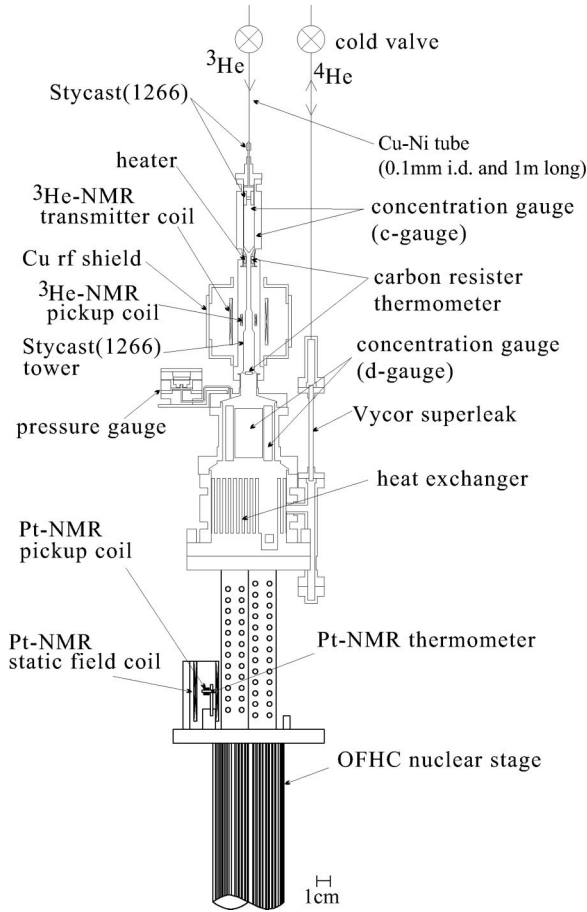 cold valve
³He
⁴He
Stycast(1266)
Cu-Ni tube
(0.1mm i.d. and 1m long)
heater
³He-NMR
transmitter coil
concentration gauge
(c-gauge)
Cu rf shield
carbon resister
thermometer
³He-NMR
pickup coil
Stycast(1266)
tower
concentration gauge
(d-gauge)
pressure gauge
Vycor superleak
heat exchanger
Pt-NMR
pickup coil
Pt-NMR
static field coil
Pt-NMR thermometer
OFHC nuclear stage
1cm